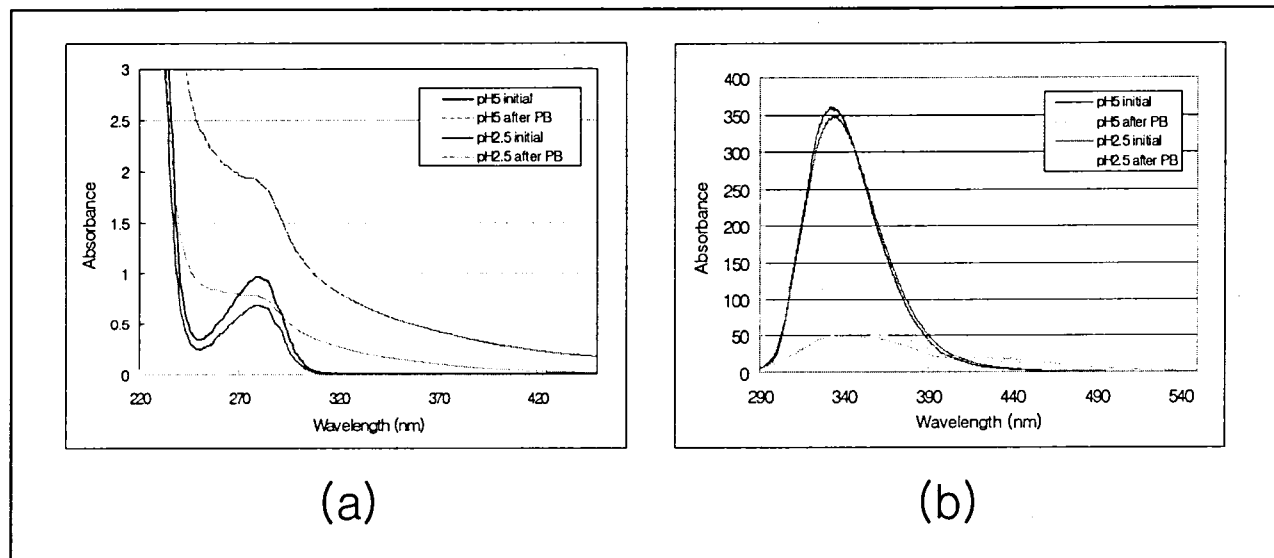 3
2.5
2
1.5
1
0.5
0
Absorbance
220 270 320 370 420
Wavelength (nm)
pH5 initial
pH5 after PB
pH2.5 initial
pH2.5 after PB
(a)
400
350
300
250
200
150
100
50
0
Absorbance
290 340 390 440 490 540
Wavelength (nm)
pH5 initial
pH5 after PB
pH2.5 initial
pH2.5 after PB
(b)